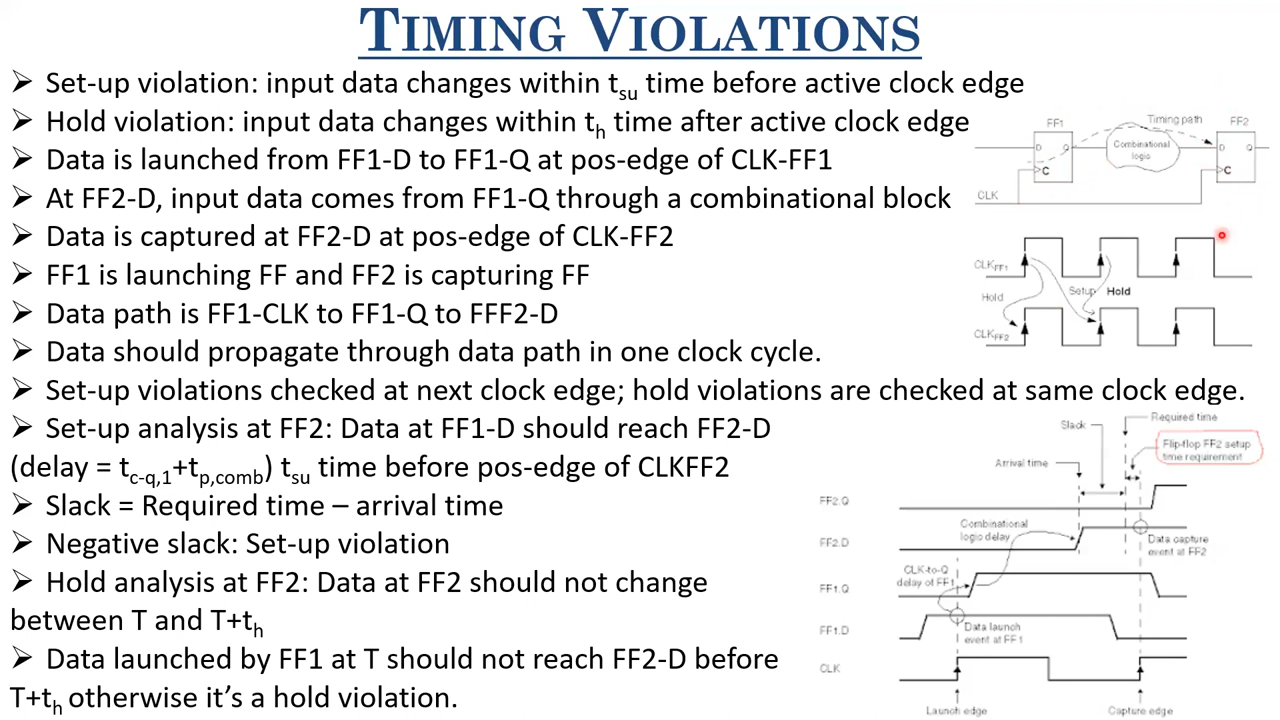 TIMING VIOLATIONS
➢ Set-up violation: input data changes within tsu time before active clock edge
➢ Hold violation: input data changes within th time after active clock edge
➢ Data is launched from FF1-D to FF1-Q at pos-edge of CLK-FF1
➢ At FF2-D, input data comes from FF1-Q through a combinational block
➢ Data is captured at FF2-D at pos-edge of CLK-FF2
➢ FF1 is launching FF and FF2 is capturing FF
➢ Data path is FF1-CLK to FF1-Q to FFF2-D
➢ Data should propagate through data path in one clock cycle.
➢ Set-up violations checked at next clock edge; hold violations are checked at same clock edge.
➢ Set-up analysis at FF2: Data at FF1-D should reach FF2-D
(delay = tc-q,1+tp,comb) tsu time before pos-edge of CLKFF2
➢ Slack = Required time – arrival time
➢ Negative slack: Set-up violation
➢ Hold analysis at FF2: Data at FF2 should not change
between T and T+th
➢ Data launched by FF1 at T should not reach FF2-D before
T+th otherwise it's a hold violation.
FF1
Timing path
FF2
D
Q
Combinational
logic
D
Q
C
C
CLK
CLKFF1
Hold
Setup
Hold
CLKFF2
Required time
Slack
Flip-flop FF2 setup
time requirement
Arrival time
FF2.Q
Combinational
logic delay
FF2.D
Data capture
event at FF2
CLK-to-Q
delay of FF1
FF1.Q
FF1.D
Data launch
event at FF1
CLK
Launch edge
Capture edge